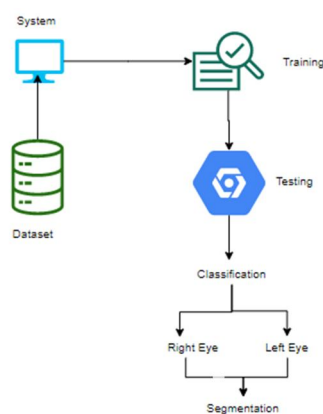 System
Training
Dataset
Testing
Classification
Right Eye
Left Eye
Segmentation